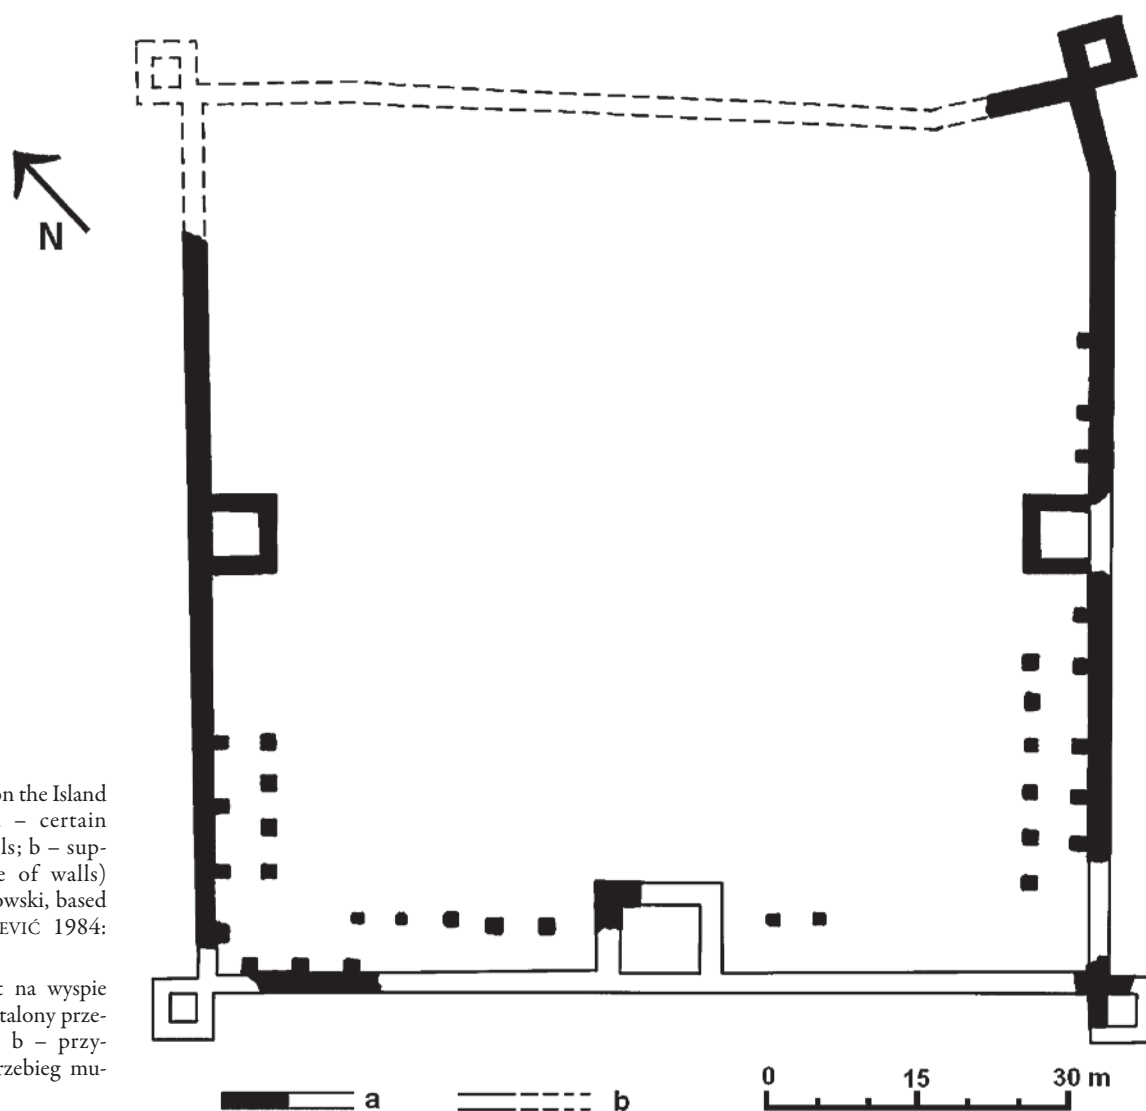 N
on the Island
– certain
ls; b – sup-
e of walls)
owski, based
EVIĆ 1984:
na wyspie
talony prze-
b – przy-
rzebieg mu-
a
b
0 15 30 m